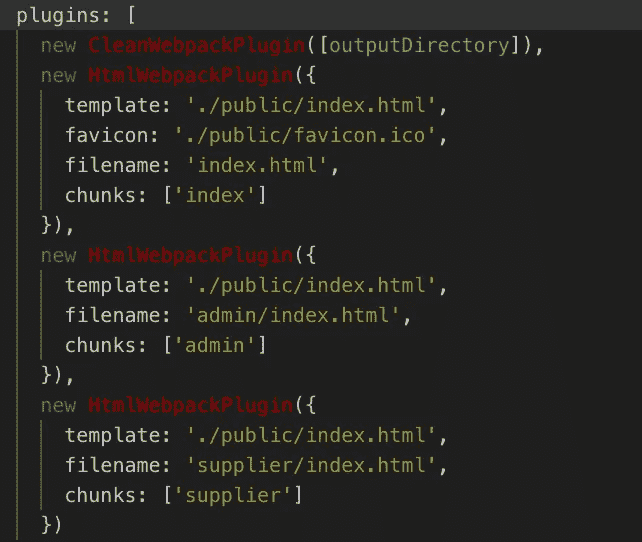 plugins: [
new CleanWebpackPlugin([outputDirectory]),
new HtmlWebpackPlugin({
template: './public/index.html',
favicon: './public/favicon.ico',
filename: 'index.html',
chunks: ['index']
}),
new HtmlWebpackPlugin({
template: './public/index.html',
filename: 'admin/index.html',
chunks: ['admin']
}),
new HtmlWebpackPlugin({
template: './public/index.html',
filename: 'supplier/index.html',
chunks: ['supplier']
})